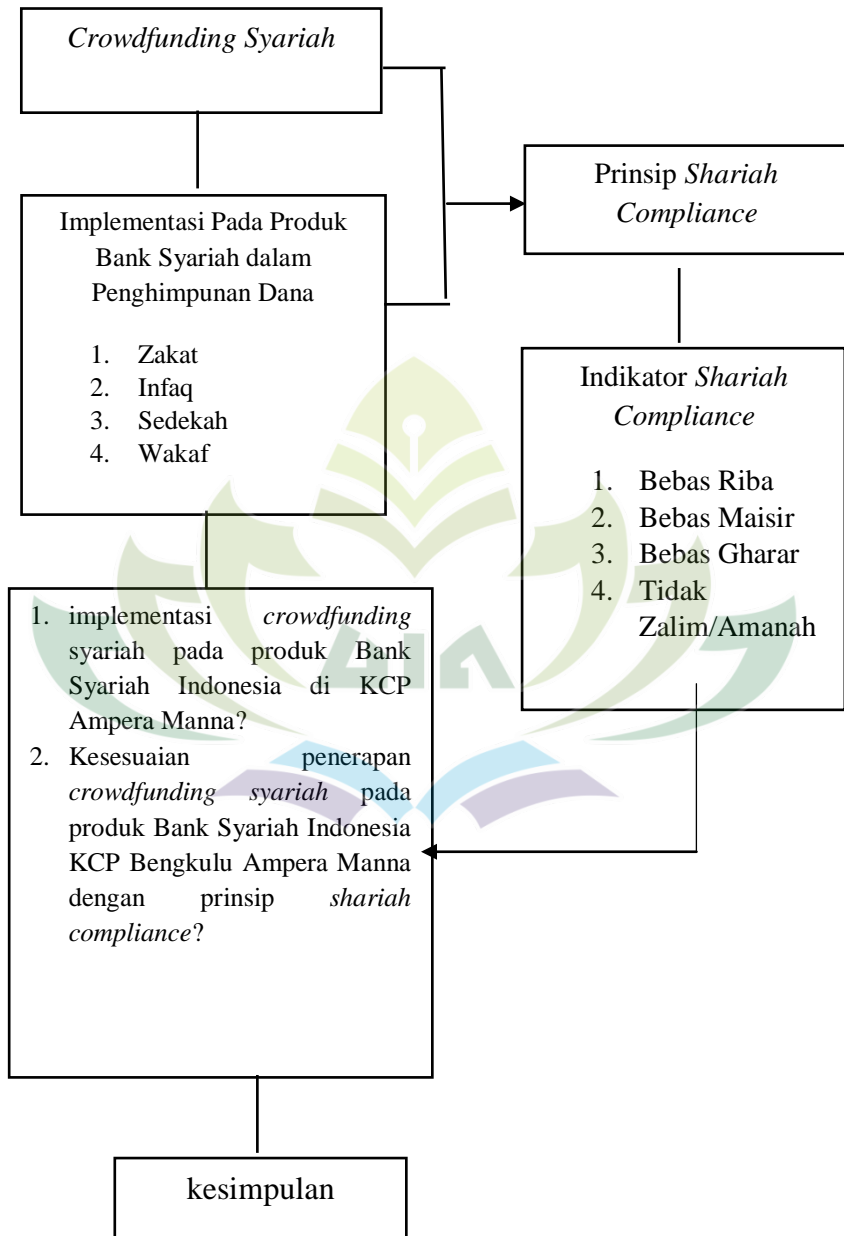 Crowdfunding Syariah
Prinsip Shariah
Compliance
Implementasi Pada Produk
Bank Syariah dalam
Penghimpunan Dana
1. Zakat
2. Infaq
3. Sedekah
4. Wakaf
Indikator Shariah
Compliance
1. Bebas Riba
2. Bebas Maisir
3. Bebas Gharar
4. Tidak
Zalim/Amanah
1. implementasi crowdfunding
syariah pada produk Bank
Syariah Indonesia di KCP
Ampera Manna?
2. Kesesuaian penerapan
crowdfunding syariah pada
produk Bank Syariah Indonesia
KCP Bengkulu Ampera Manna
dengan prinsip shariah
compliance?
kesimpulan